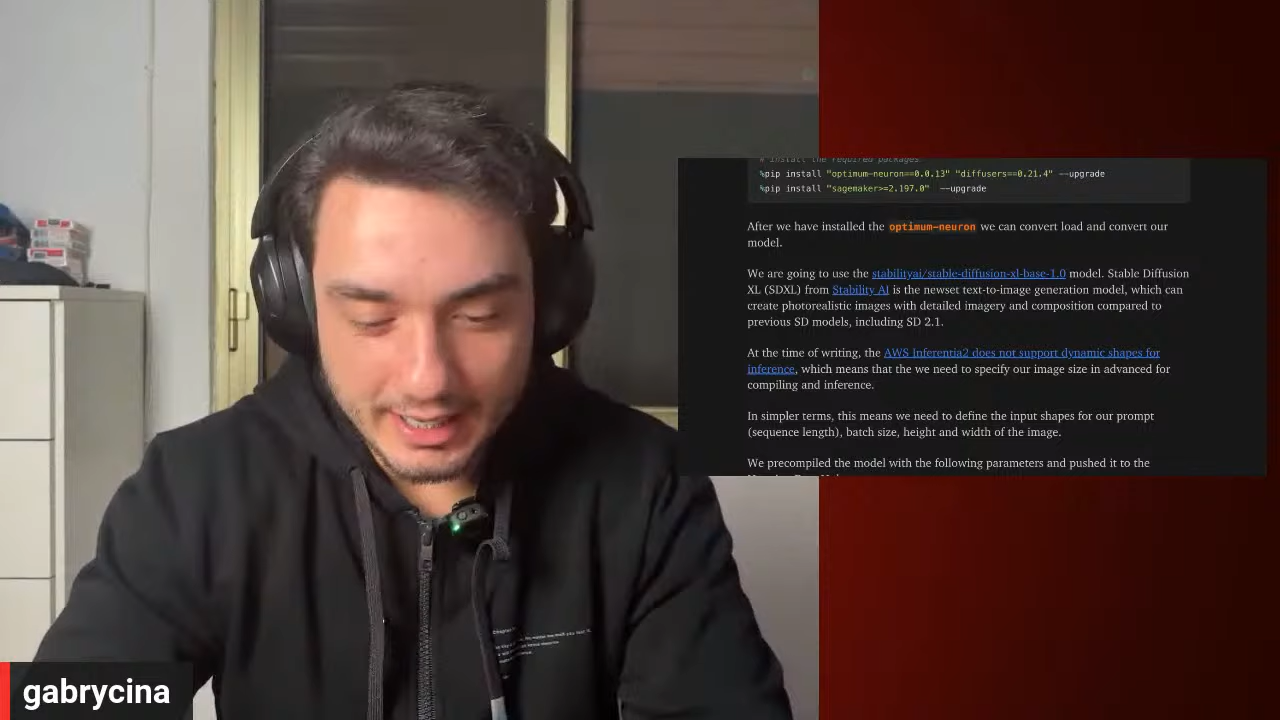 # install the required packages
%pip install "optimum-neuron==0.0.13" "diffusers==0.21.4" --upgrade
%pip install "sagemaker>=2.197.0" --upgrade
After we have installed the optimum-neuron we can convert load and convert our
model.
We are going to use the stabilityai/stable-diffusion-xl-base-1.0 model. Stable Diffusion
XL (SDXL) from Stability AI is the newset text-to-image generation model, which can
create photorealistic images with detailed imagery and composition compared to
previous SD models, including SD 2.1.
At the time of writing, the AWS Inferentia2 does not support dynamic shapes for
inference, which means that the we need to specify our image size in advanced for
compiling and inference.
In simpler terms, this means we need to define the input shapes for our prompt
(sequence length), batch size, height and width of the image.
We precompiled the model with the following parameters and pushed it to the
gabrycina